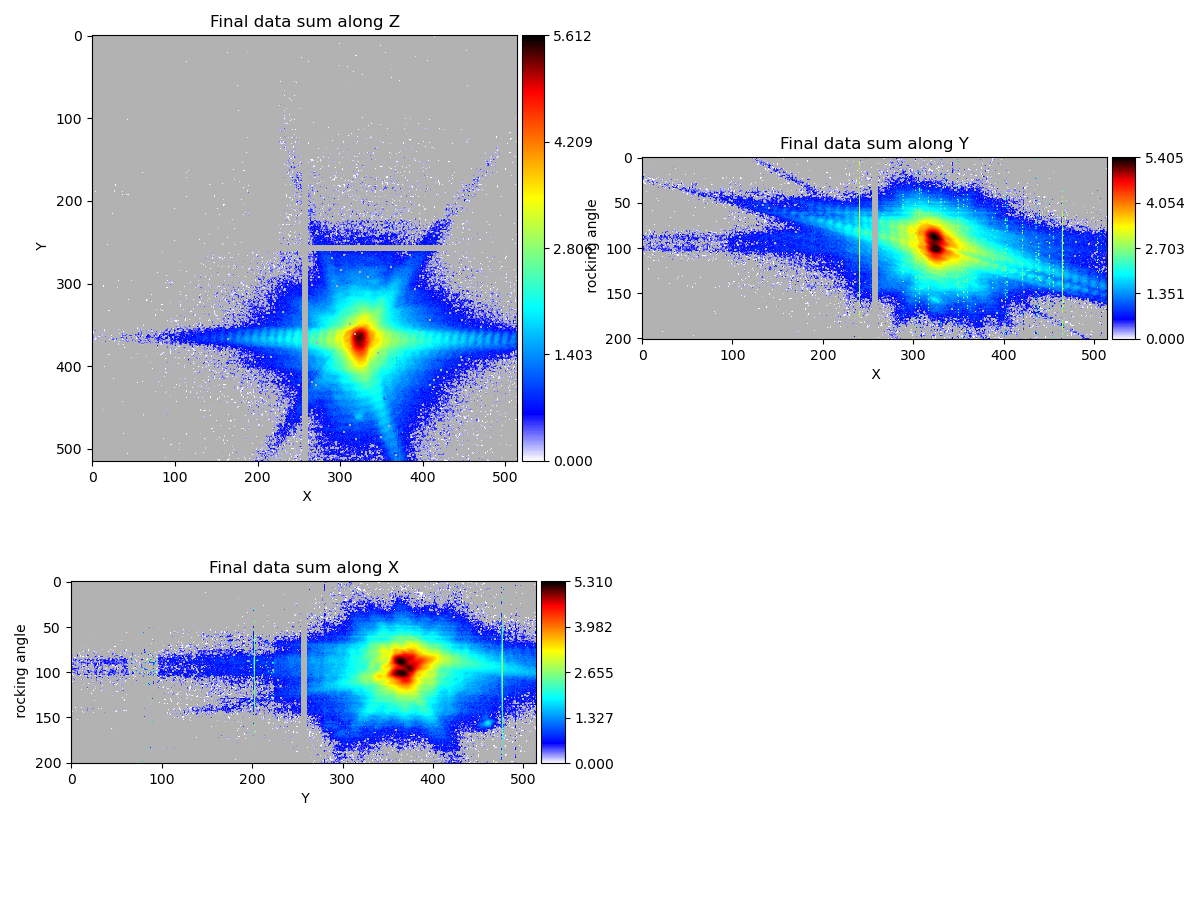 Final data sum along Z
0
100
200
300
400
500
Y
0 100 200 300 400 500
X
5.612
4.209
2.806
1.403
0.000
Final data sum along Y
0
50
100
150
200
rocking angle
0 100 200 300 400 500
X
5.405
4.054
2.703
1.351
0.000
Final data sum along X
0
50
100
150
200
rocking angle
0 100 200 300 400 500
Y
5.310
3.982
2.655
1.327
0.000